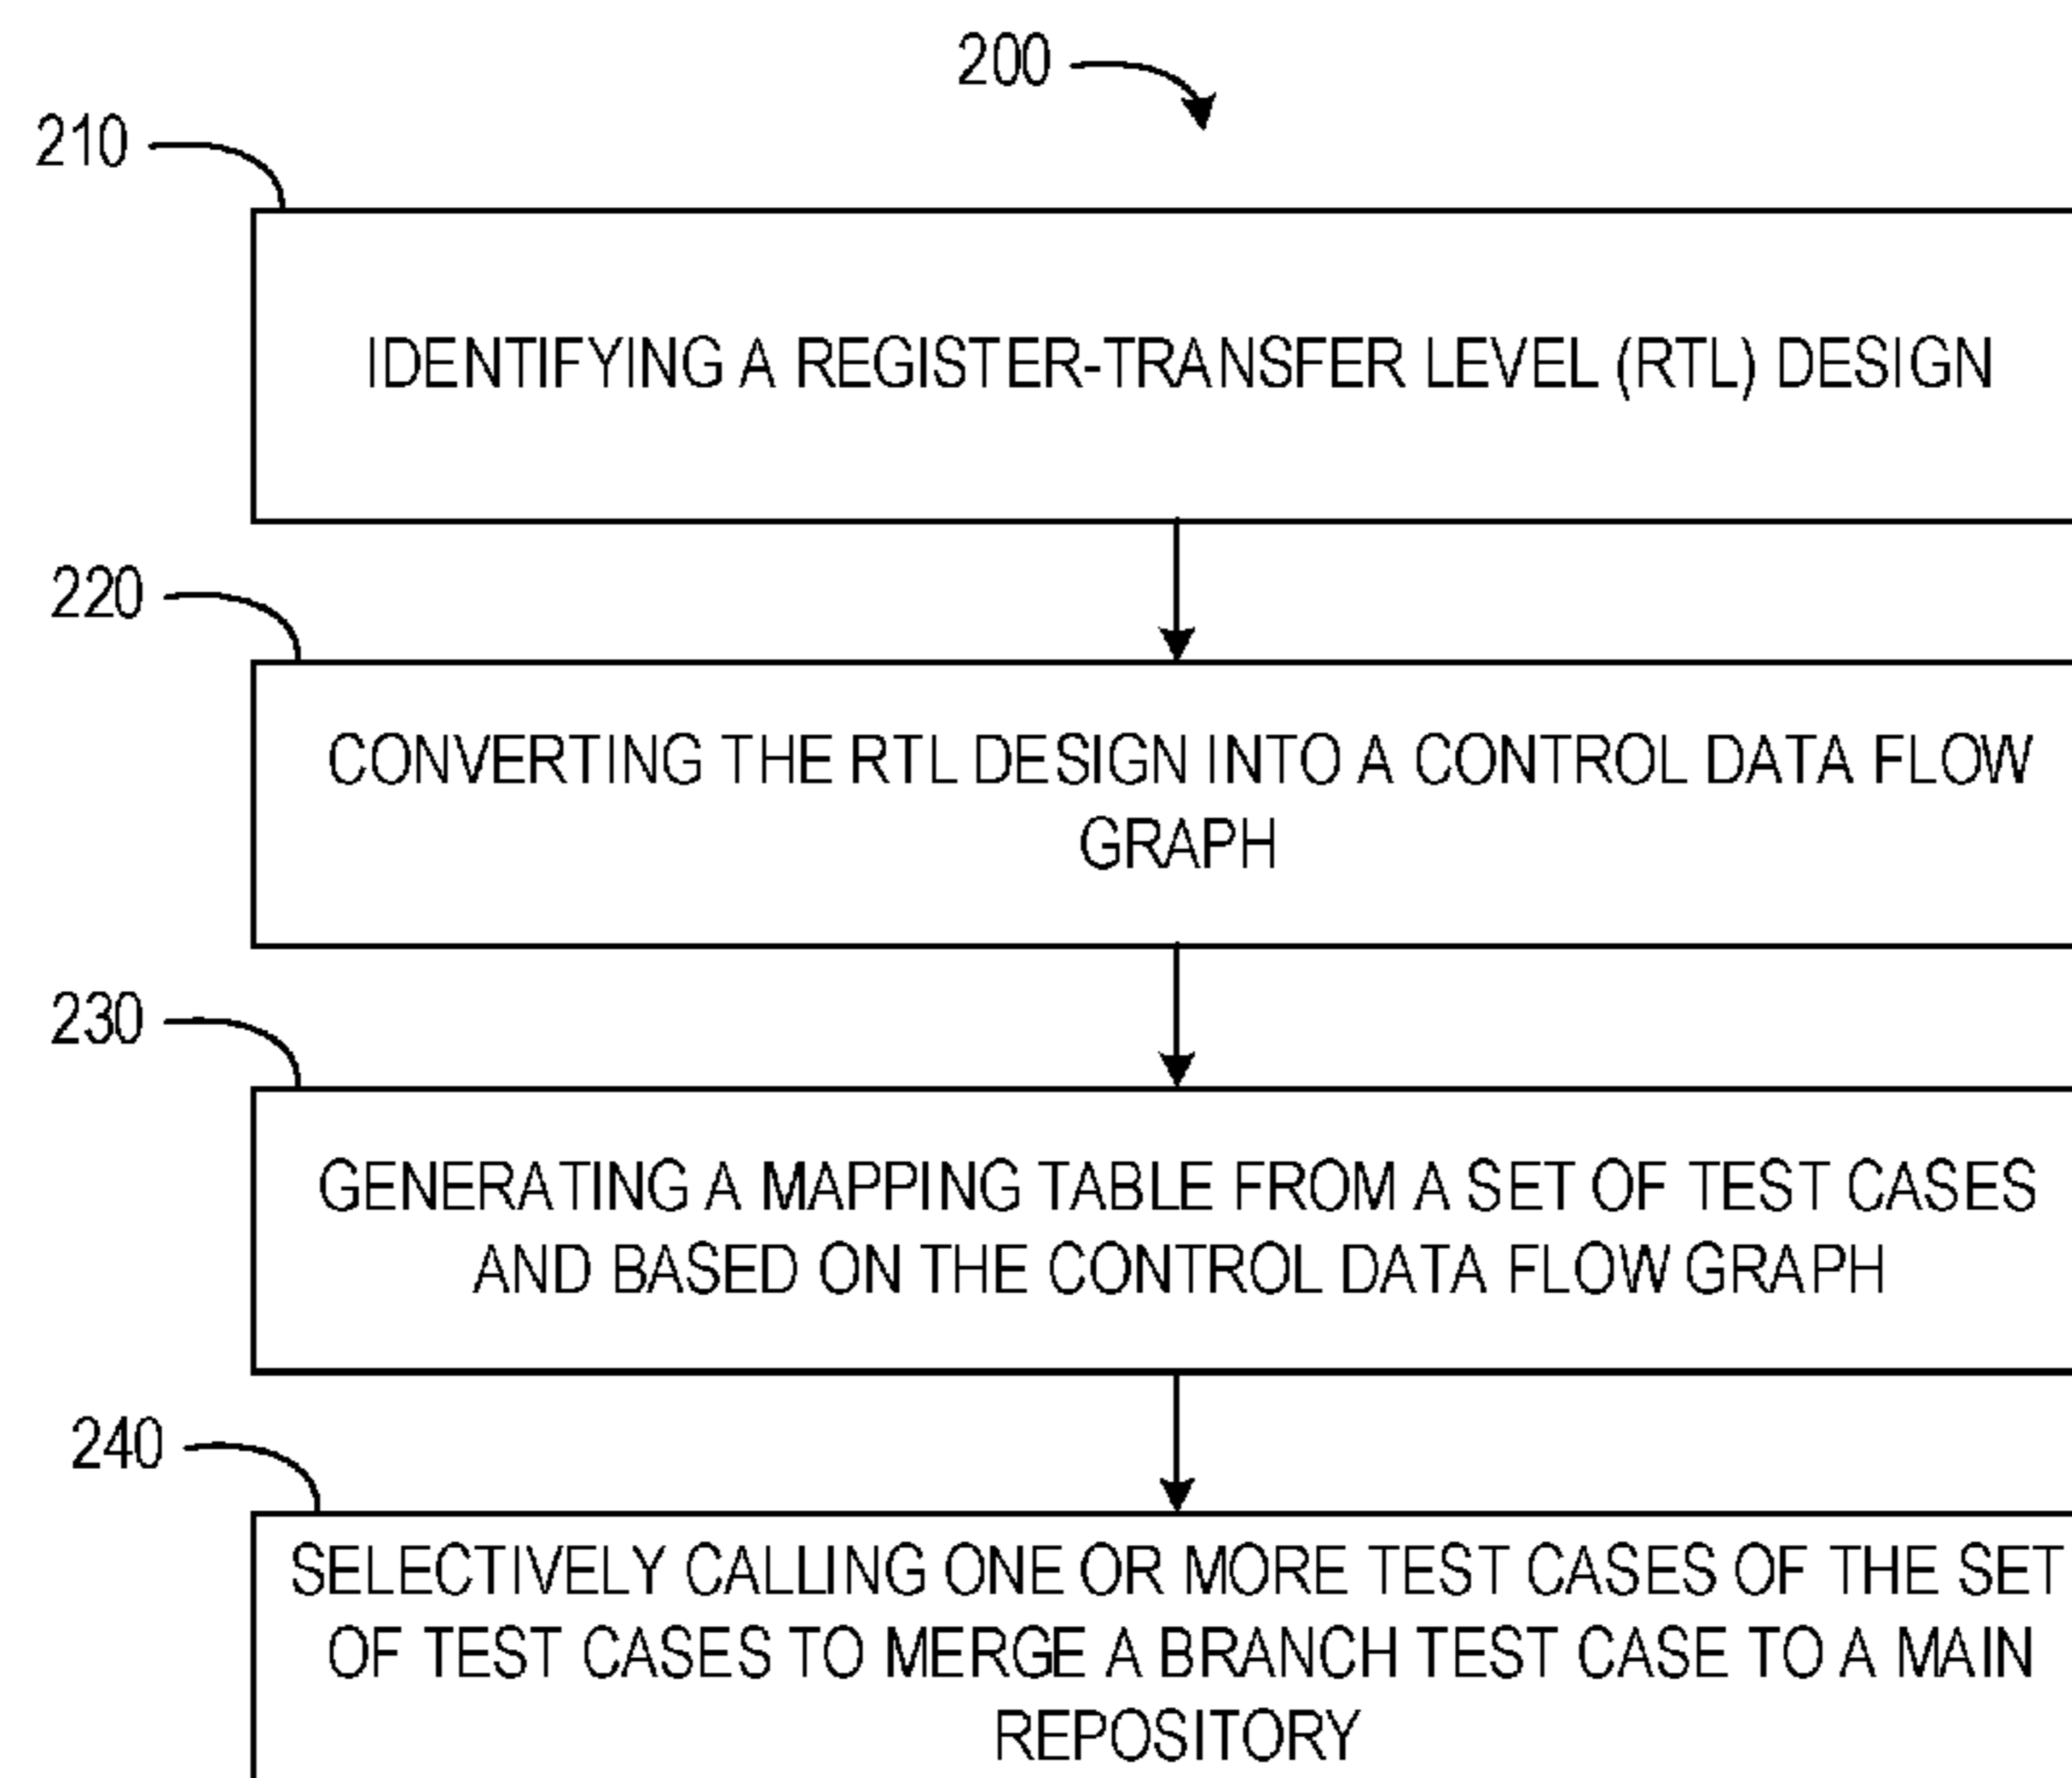 200
210
IDENTIFYING A REGISTER-TRANSFER LEVEL (RTL) DESIGN
220
CONVERTING THE RTL DESIGN INTO A CONTROL DATA FLOW
GRAPH
230
GENERATING A MAPPING TABLE FROM A SET OF TEST CASES
AND BASED ON THE CONTROL DATA FLOW GRAPH
240
SELECTIVELY CALLING ONE OR MORE TEST CASES OF THE SET
OF TEST CASES TO MERGE A BRANCH TEST CASE TO A MAIN
REPOSITORY